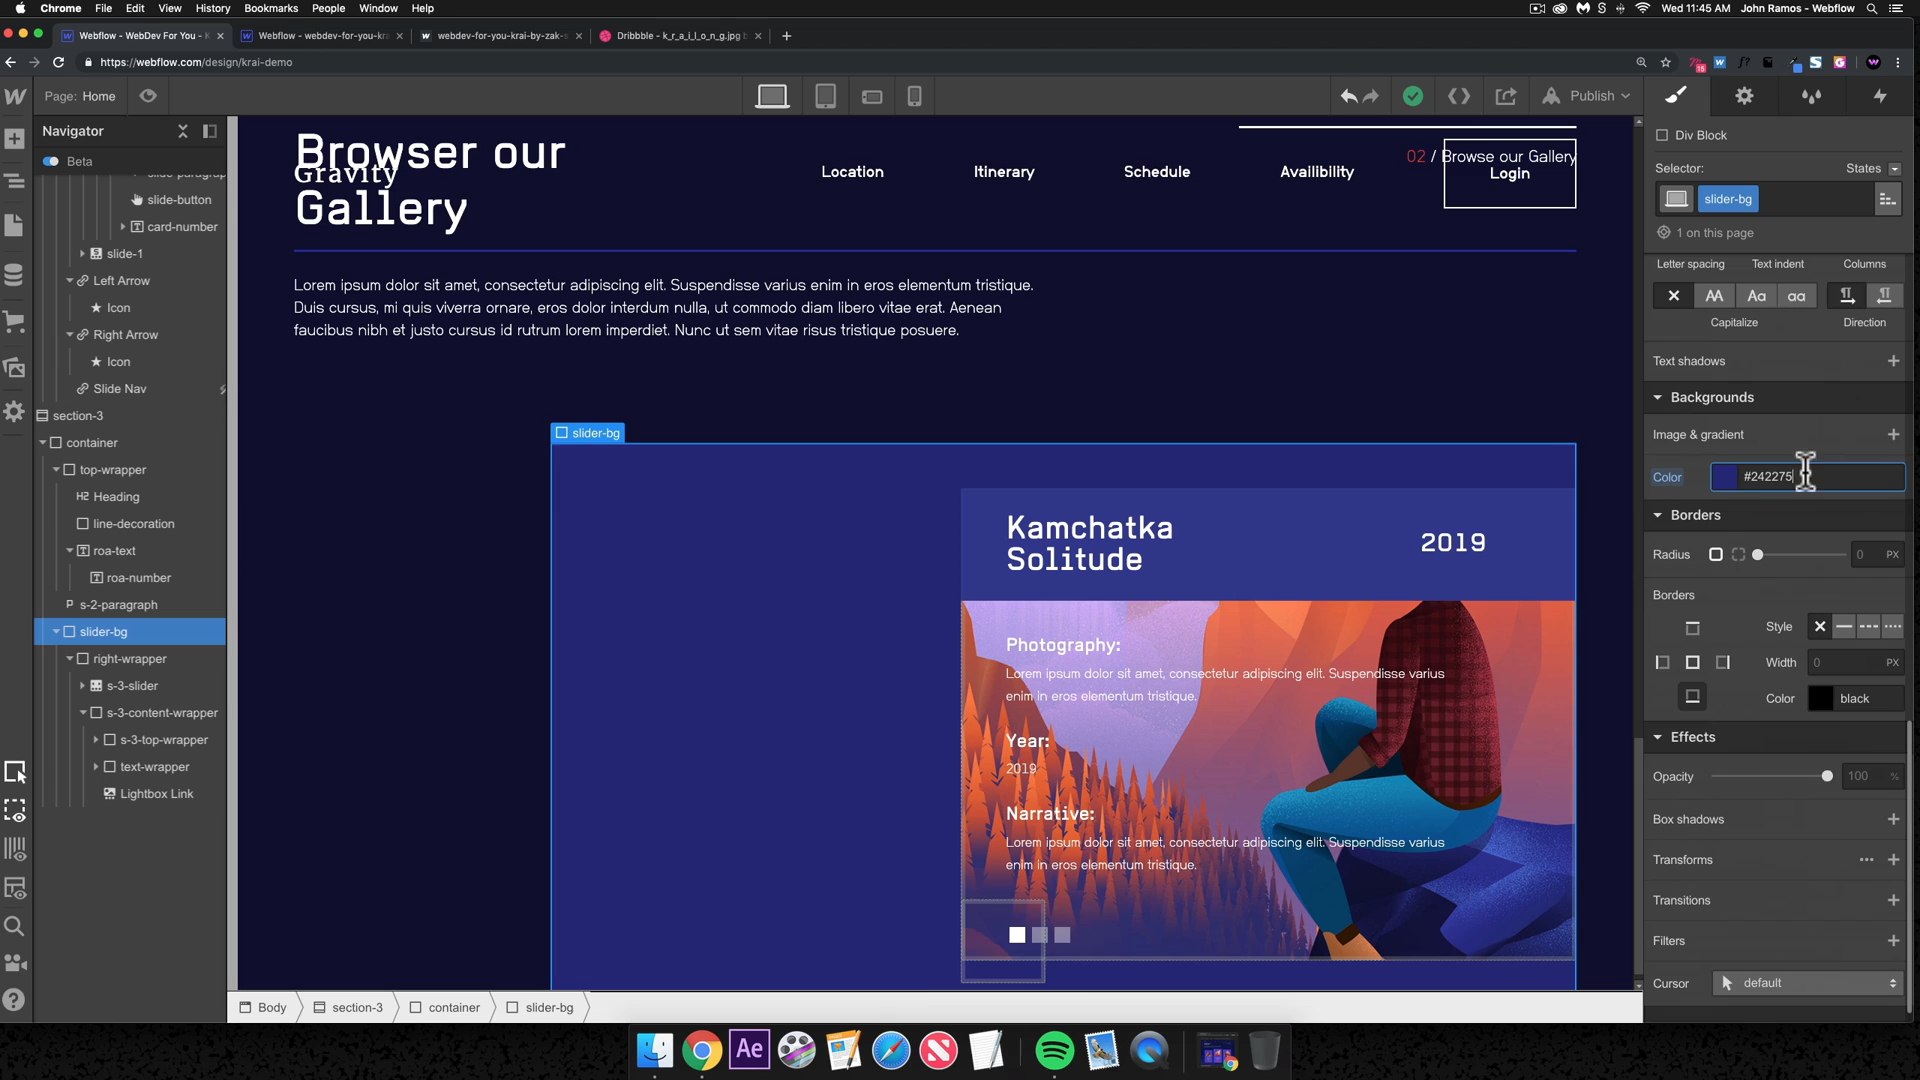 Chrome File Edit View History Bookmarks People Window Help
Wed 11:45 AM John Ramos - Webflow
Webflow - WebDev For You - K
Webflow - webdev-for-you-kra
webdev-for-you-krai-by-zak-s
Dribbble - k_r_a_i_l_o_n_g.jpg b
https://webflow.com/design/krai-demo
15
Page: Home
Publish
Navigator
Beta
slide-paragraph
slide-button
card-number
slide-1
Left Arrow
Icon
Right Arrow
Icon
Slide Nav
section-3
container
top-wrapper
H2 Heading
line-decoration
roa-text
roa-number
P s-2-paragraph
slider-bg
right-wrapper
s-3-slider
s-3-content-wrapper
s-3-top-wrapper
text-wrapper
Lightbox Link
Browser our
Gallery
Gravity
Location Itinerary Schedule Availibility
02 / Browse our Gallery
Login
Lorem ipsum dolor sit amet, consectetur adipiscing elit. Suspendisse varius enim in eros elementum tristique.
Duis cursus, mi quis viverra ornare, eros dolor interdum nulla, ut commodo diam libero vitae erat. Aenean
faucibus nibh et justo cursus id rutrum lorem imperdiet. Nunc ut sem vitae risus tristique posuere.
slider-bg
Kamchatka
Solitude
2019
Photography:
Lorem ipsum dolor sit amet, consectetur adipiscing elit. Suspendisse varius
enim in eros elementum tristique.
Year:
2019
Narrative:
Lorem ipsum dolor sit amet, consectetur adipiscing elit. Suspendisse varius
enim in eros elementum tristique.
Body section-3 container slider-bg
Div Block
Selector: States
slider-bg
1 on this page
Letter spacing Text indent Columns
AA Aa aa
Capitalize Direction
Text shadows
Backgrounds
Image & gradient
Color #242275
Borders
Radius 0 PX
Borders
Style
Width 0 PX
Color black
Effects
Opacity 100 %
Box shadows
Transforms
Transitions
Filters
Cursor default
Ae